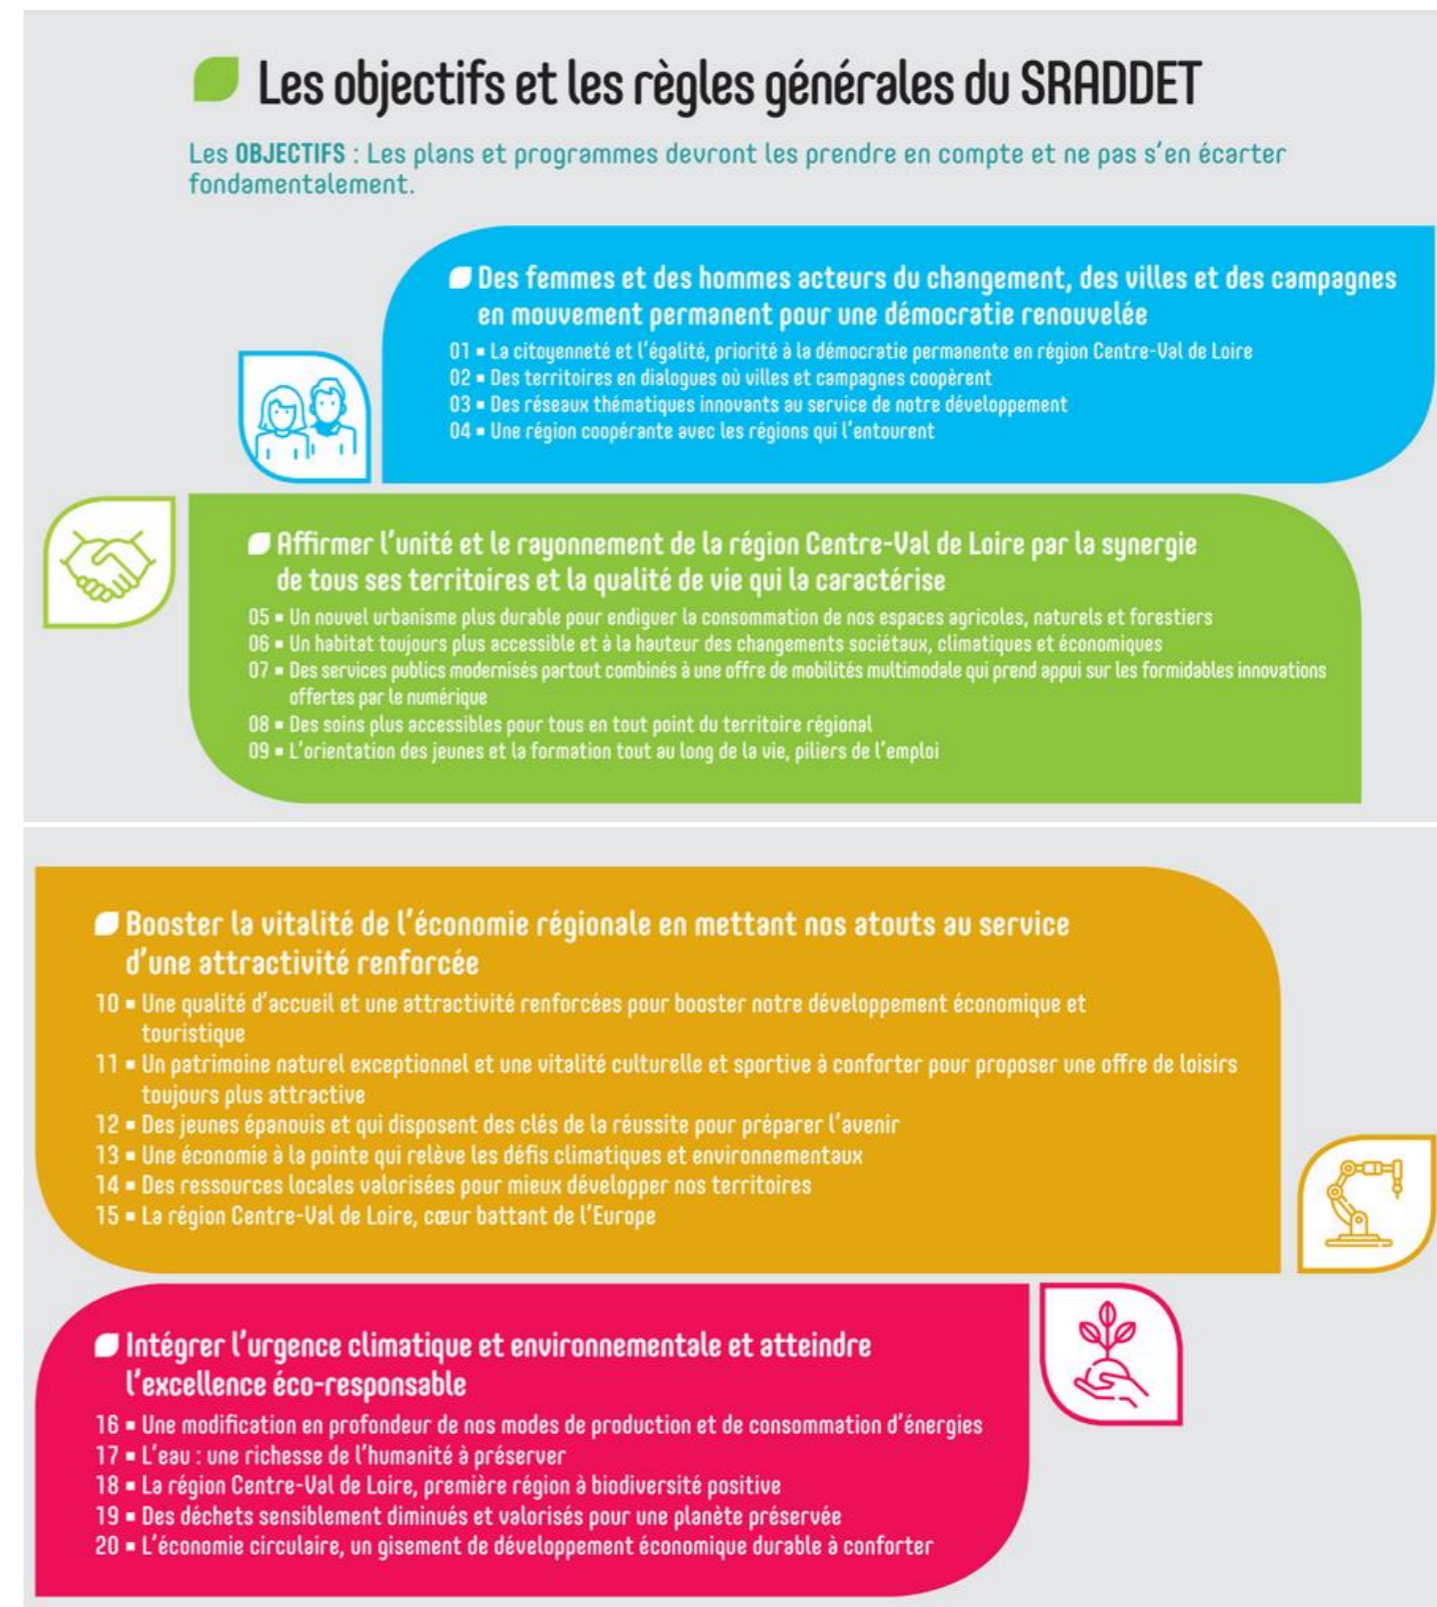 Les objectifs et les règles générales du SRADDET
Les OBJECTIFS : Les plans et programmes devront les prendre en compte et ne pas s'en écarter
fondamentalement.
Des femmes et des hommes acteurs du changement, des villes et des campagnes
en mouvement permanent pour une démocratie renouvelée
01 ▪ La citoyenneté et l'égalité, priorité à la démocratie permanente en région Centre-Val de Loire
02 ▪ Des territoires en dialogues où villes et campagnes coopèrent
03 ▪ Des réseaux thématiques innovants au service de notre développement
04 ▪ Une région coopérante avec les régions qui l'entourent
Affirmer l'unité et le rayonnement de la région Centre-Val de Loire par la synergie
de tous ses territoires et la qualité de vie qui la caractérise
05 ▪ Un nouvel urbanisme plus durable pour endiguer la consommation de nos espaces agricoles, naturels et forestiers
06 ▪ Un habitat toujours plus accessible et à la hauteur des changements sociétaux, climatiques et économiques
07 ▪ Des services publics modernisés partout combinés à une offre de mobilités multimodale qui prend appui sur les formidables innovations
offertes par le numérique
08 ▪ Des soins plus accessibles pour tous en tout point du territoire régional
09 ▪ L'orientation des jeunes et la formation tout au long de la vie, piliers de l'emploi
Booster la vitalité de l'économie régionale en mettant nos atouts au service
d'une attractivité renforcée
10 ▪ Une qualité d'accueil et une attractivité renforcées pour booster notre développement économique et
touristique
11 ▪ Un patrimoine naturel exceptionnel et une vitalité culturelle et sportive à conforter pour proposer une offre de loisirs
toujours plus attractive
12 ▪ Des jeunes épanouis et qui disposent des clés de la réussite pour préparer l'avenir
13 ▪ Une économie à la pointe qui relève les défis climatiques et environnementaux
14 ▪ Des ressources locales valorisées pour mieux développer nos territoires
15 ▪ La région Centre-Val de Loire, cœur battant de l'Europe
Intégrer l'urgence climatique et environnementale et atteindre
l'excellence éco-responsable
16 ▪ Une modification en profondeur de nos modes de production et de consommation d'énergies
17 ▪ L'eau : une richesse de l'humanité à préserver
18 ▪ La région Centre-Val de Loire, première région à biodiversité positive
19 ▪ Des déchets sensiblement diminués et valorisés pour une planète préservée
20 ▪ L'économie circulaire, un gisement de développement économique durable à conforter